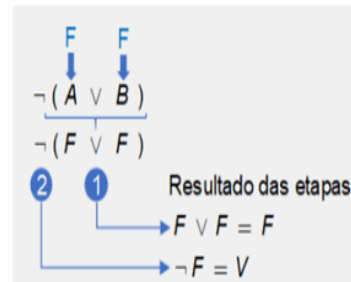 F F
¬ ( A ∨ B )
¬ ( F ∨ F )
2 1 Resultado das etapas
F ∨ F = F
¬ F = V